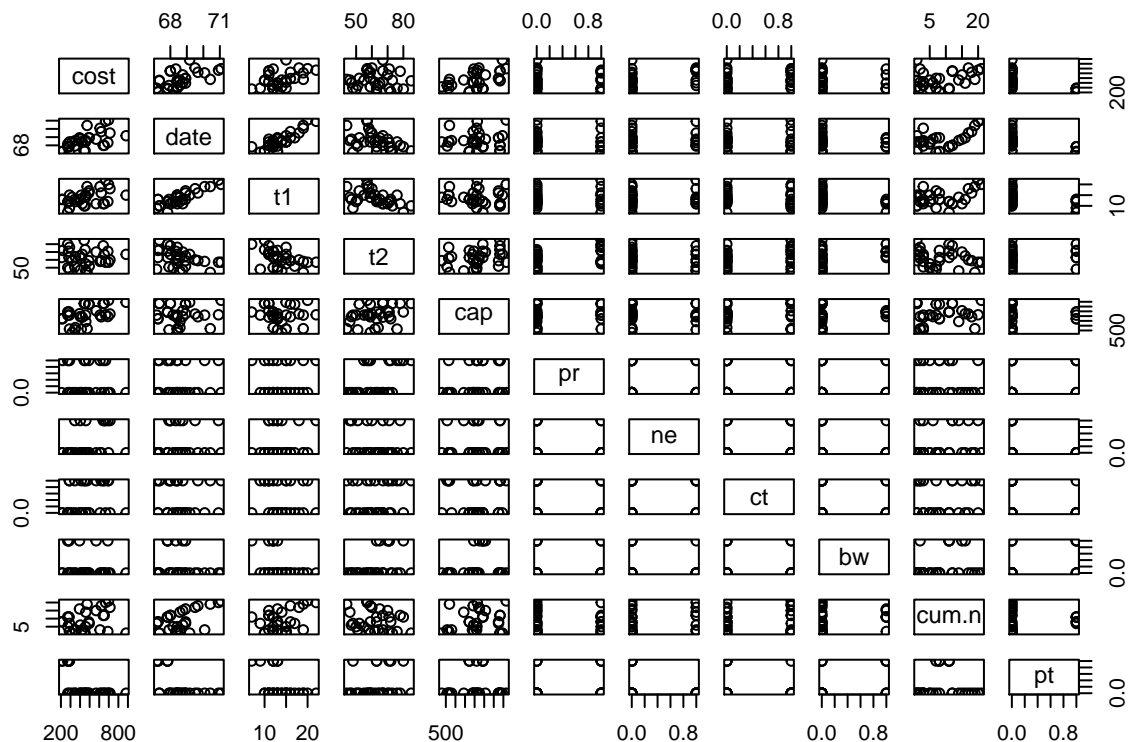 68 71 50 80 0.0 0.8 0.0 0.8 5 20
cost 200
68 date
t1 10
50 t2
cap 500
0.0 pr
ne 0.0
0.0 ct
bw 0.0
5 cum.n
pt 0.0
200 800 10 20 500 0.0 0.8 0.0 0.8 0.0 0.8